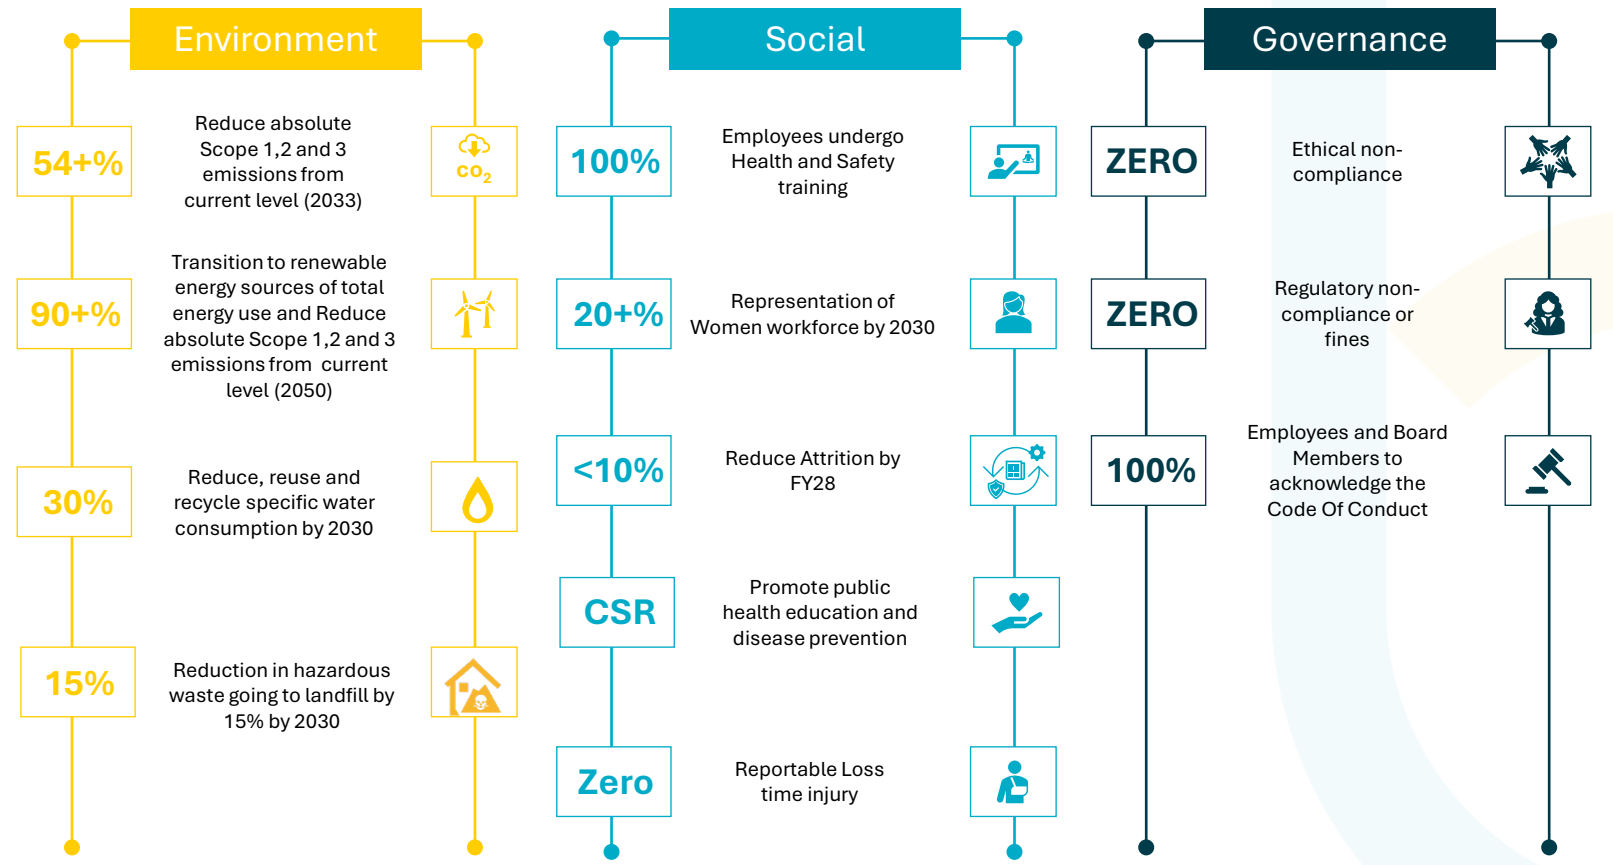 Environment
54+%
Reduce absolute
Scope 1,2 and 3
emissions from
current level (2033)
CO2
90+%
Transition to renewable
energy sources of total
energy use and Reduce
absolute Scope 1,2 and 3
emissions from current
level (2050)
30%
Reduce, reuse and
recycle specific water
consumption by 2030
15%
Reduction in hazardous
waste going to landfill by
15% by 2030
Social
100%
Employees undergo
Health and Safety
training
20+%
Representation of
Women workforce by 2030
<10%
Reduce Attrition by
FY28
CSR
Promote public
health education and
disease prevention
Zero
Reportable Loss
time injury
Governance
ZERO
Ethical non-
compliance
ZERO
Regulatory non-
compliance or
fines
100%
Employees and Board
Members to
acknowledge the
Code Of Conduct